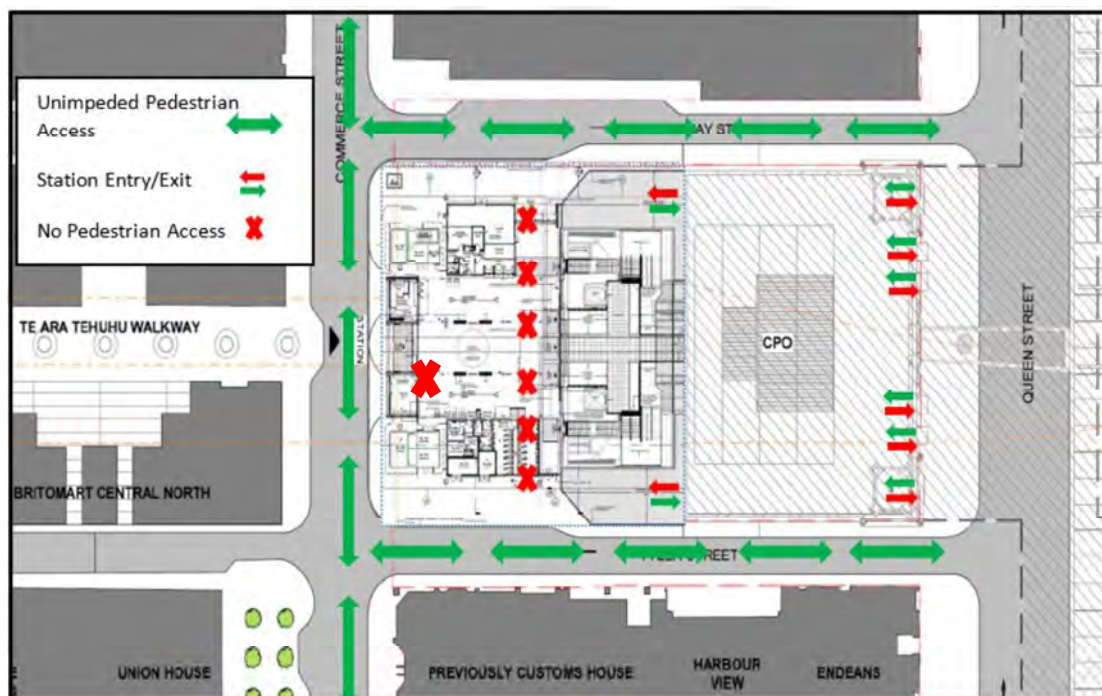 COMMERCE STREET
Unimpeded Pedestrian
Access
Station Entry/Exit
No Pedestrian Access
AY ST
TE ARA TEHUHU WALKWAY
STATION
CPO
QUEEN STREET
BRITOMART CENTRAL NORTH
STREET
UNION HOUSE
PREVIOUSLY CUSTOMS HOUSE
HARBOUR
VIEW
ENDEANS